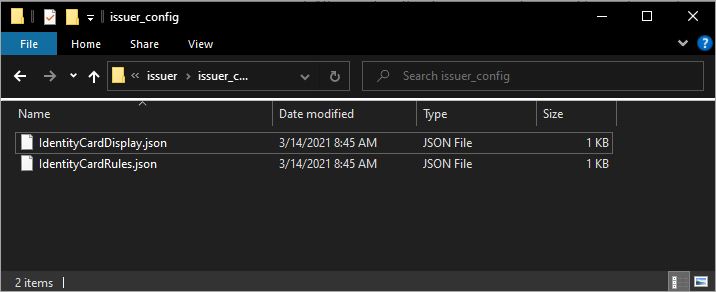 issuer_config
File Home Share View
issuer issuer_c... Search issuer_config
Name Date modified Type Size
IdentityCardDisplay.json 3/14/2021 8:45 AM JSON File 1 KB
IdentityCardRules.json 3/14/2021 8:45 AM JSON File 1 KB
2 items